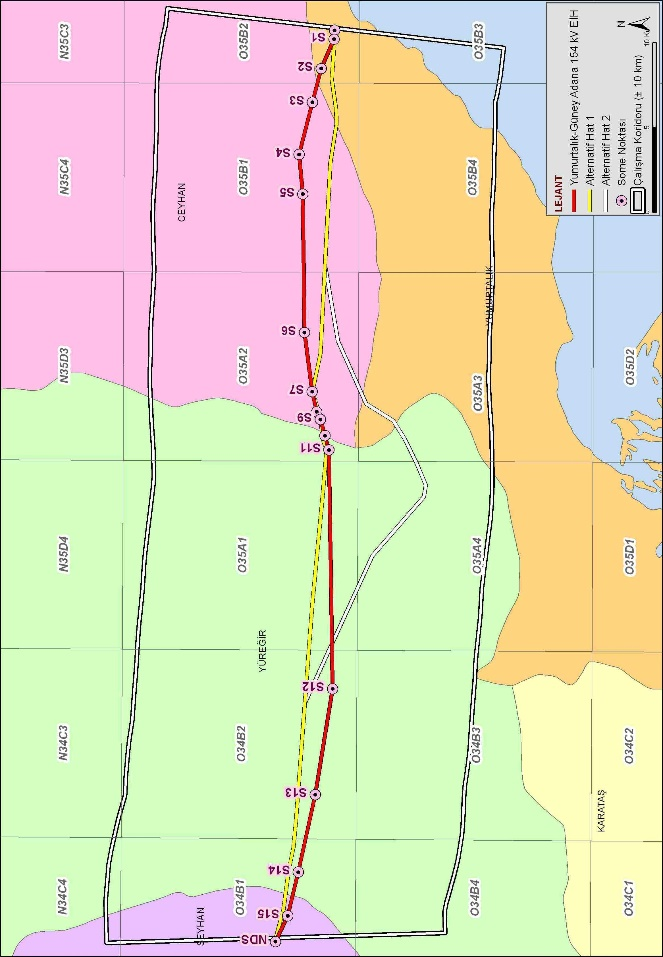 LEJANT
Yumurtalık-Güney Adana 154 kV EİH
Alternatif Hat 1
Alternatif Hat 2
Some Noktası
Çalışma Koridoru (± 10 km)
N
5
10 K
N34C4
N34C3
N35D4
N35D3
N35C4
N35C3
O34B1
O34B2
O35A1
O35A2
O35B1
O35B2
O34B4
O34B3
O35A4
O35A3
O35B4
O35B3
O34C1
O34C2
O35D1
O35D2
SEYHAN
YÜREĞİR
CEYHAN
YUMURTALIK
KARATAŞ
NDS
S15
S14
S13
S12
S11
S9
S7
S6
S5
S4
S3
S2
S1